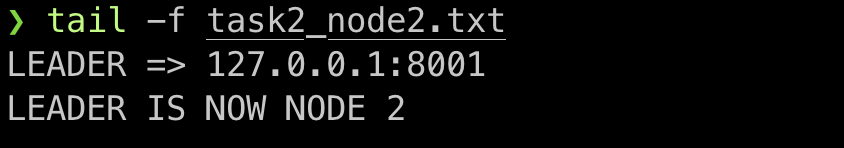 ❯ tail -f task2_node2.txt
LEADER => 127.0.0.1:8001
LEADER IS NOW NODE 2